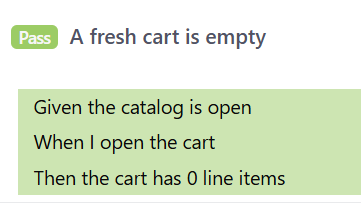 Pass A fresh cart is empty
Given the catalog is open
When I open the cart
Then the cart has 0 line items